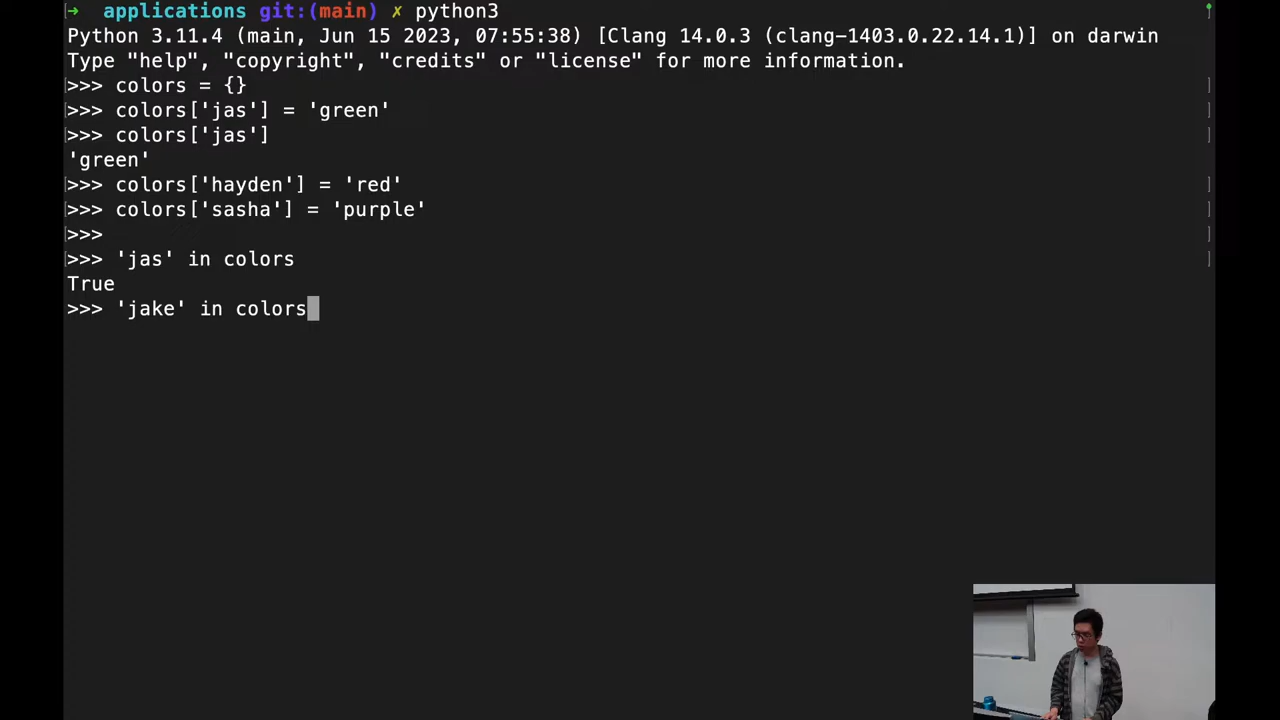 ➜ applications git:(main) ✗ python3
Python 3.11.4 (main, Jun 15 2023, 07:55:38) [Clang 14.0.3 (clang-1403.0.22.14.1)] on darwin
Type "help", "copyright", "credits" or "license" for more information.
>>> colors = {}
>>> colors['jas'] = 'green'
>>> colors['jas']
'green'
>>> colors['hayden'] = 'red'
>>> colors['sasha'] = 'purple'
>>>
>>> 'jas' in colors
True
>>> 'jake' in colors